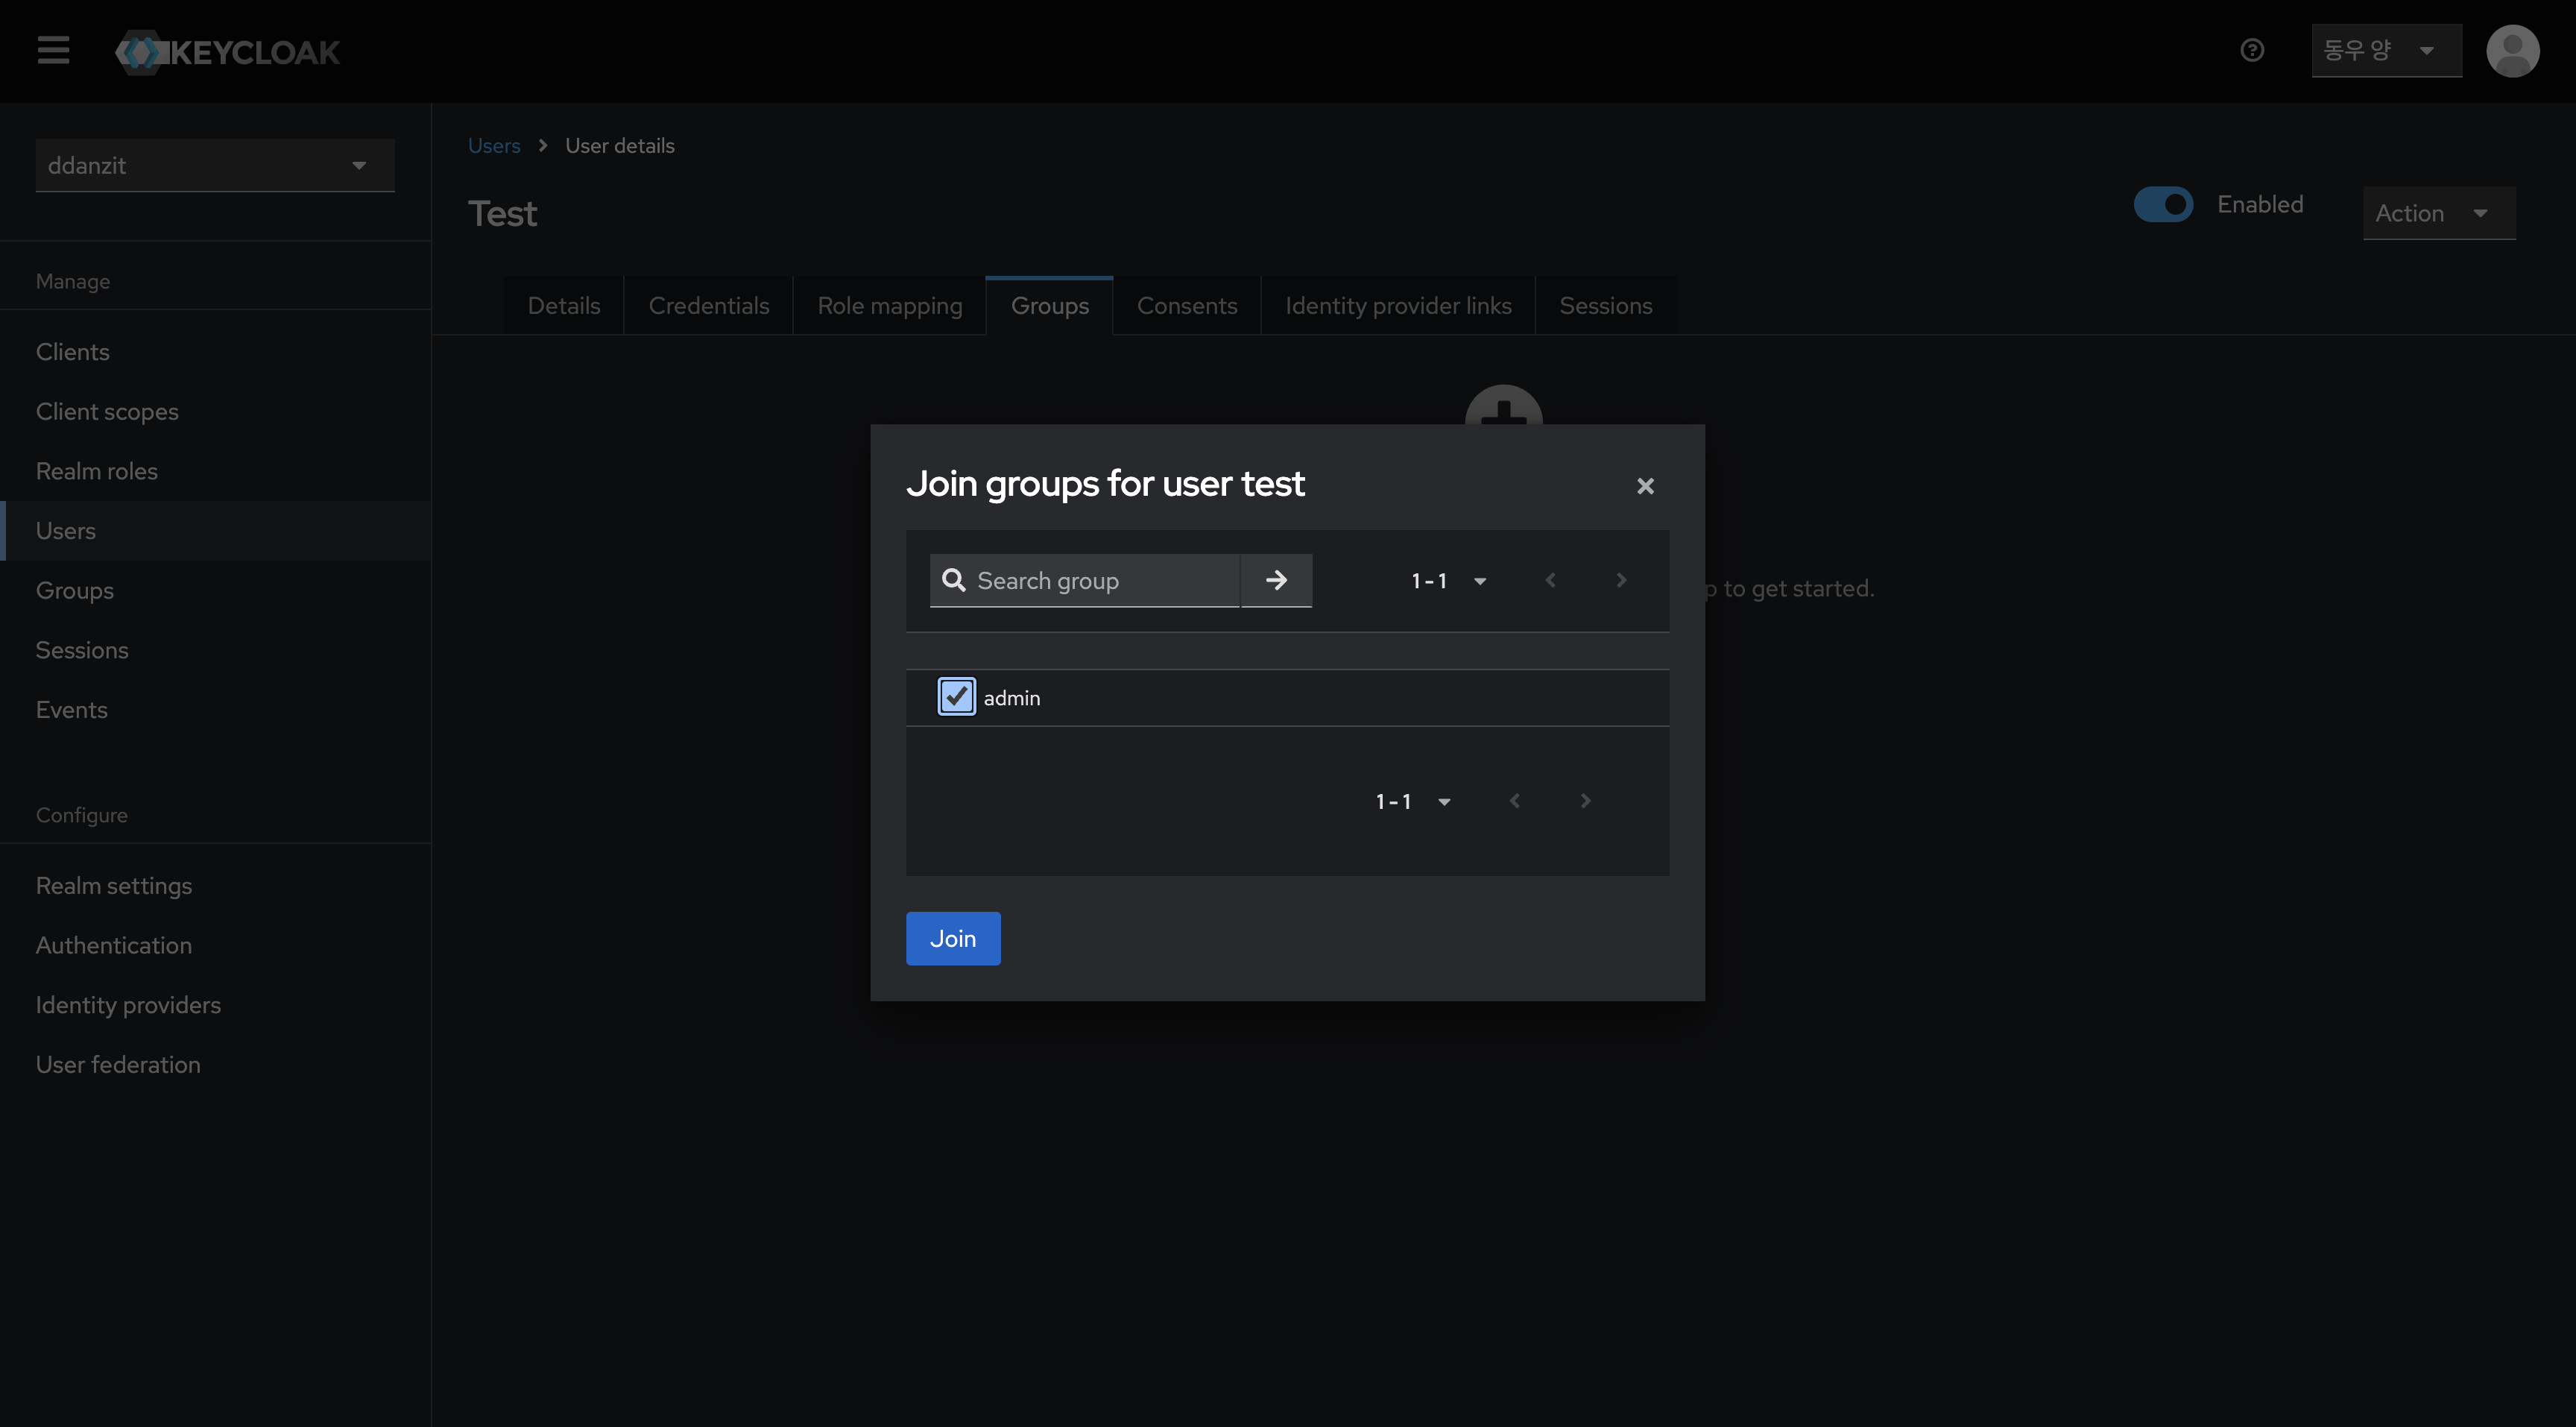 KEYCLOAK
동우 양
ddanzit
Manage
Clients
Client scopes
Realm roles
Users
Groups
Sessions
Events
Configure
Realm settings
Authentication
Identity providers
User federation
Users > User details
Test
Enabled
Action
Details Credentials Role mapping Groups Consents Identity provider links Sessions
to get started.
Join groups for user test
Search group
1 - 1
admin
1 - 1
Join